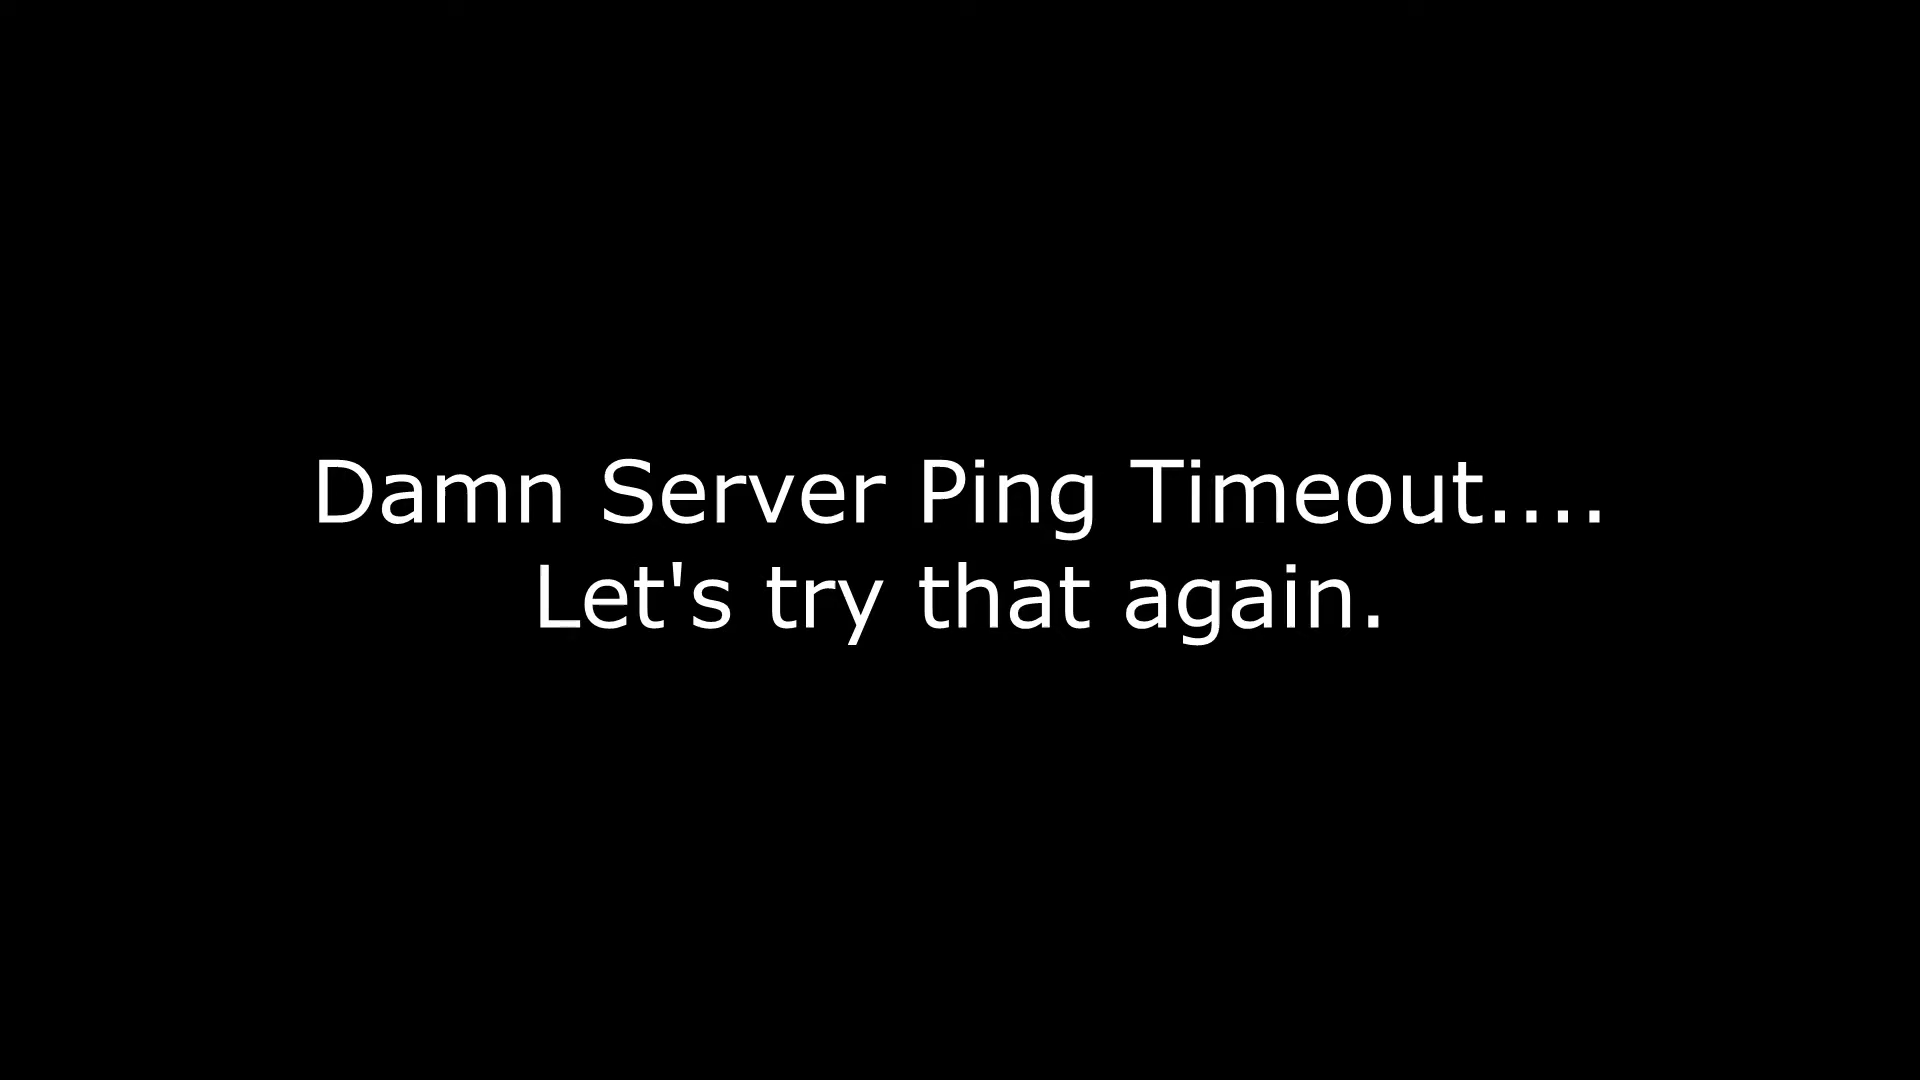 Damn Server Ping Timeout....
Let's try that again.